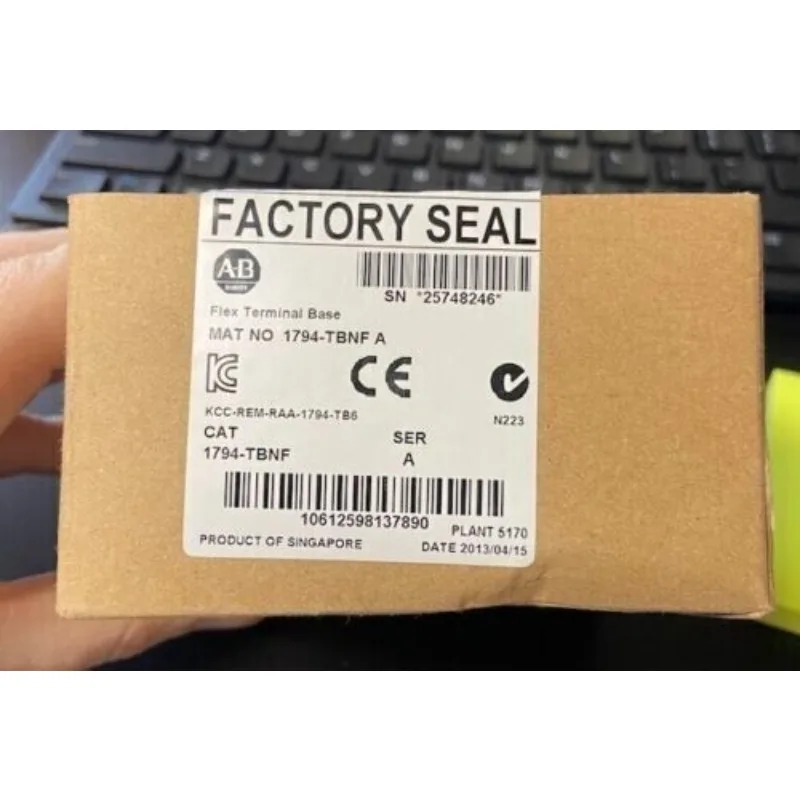 FACTORY SEAL
AB
SN *25748246*
Flex Terminal Base
MAT NO 1794-TBNF A
KC
CE
N223
KCC-REM-RAA-1794-TB6
CAT
SER
1794-TBNF
A
10612598137890
PLANT 5170
PRODUCT OF SINGAPORE
DATE 2013/04/15